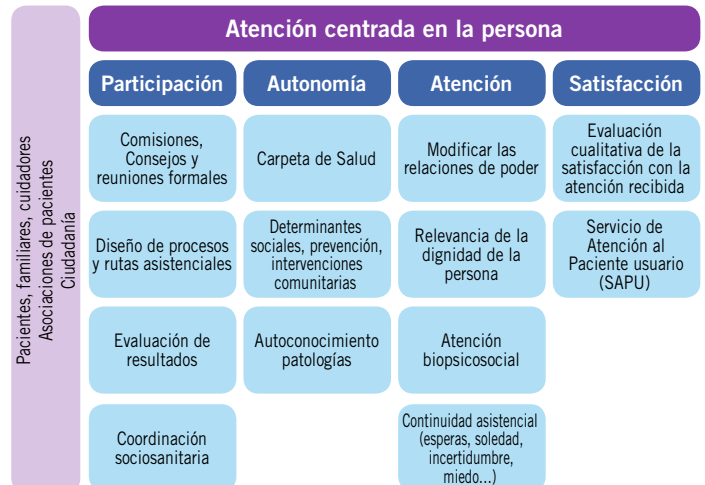 Atención centrada en la persona
Pacientes, familiares, cuidadores
Asociaciones de pacientes
Ciudadanía
Participación
Comisiones,
Consejos y
reuniones formales
Diseño de procesos
y rutas asistenciales
Evaluación de
resultados
Coordinación
sociosanitaria
Autonomía
Carpeta de Salud
Determinantes
sociales, prevención,
intervenciones
comunitarias
Autoconocimiento
patologías
Atención
Modificar las
relaciones de poder
Relevancia de la
dignidad de la
persona
Atención
biopsicosocial
Continuidad asistencial
(esperas, soledad,
incertidumbre,
miedo...)
Satisfacción
Evaluación
cualitativa de la
satisfacción con la
atención recibida
Servicio de
Atención al
Paciente usuario
(SAPU)